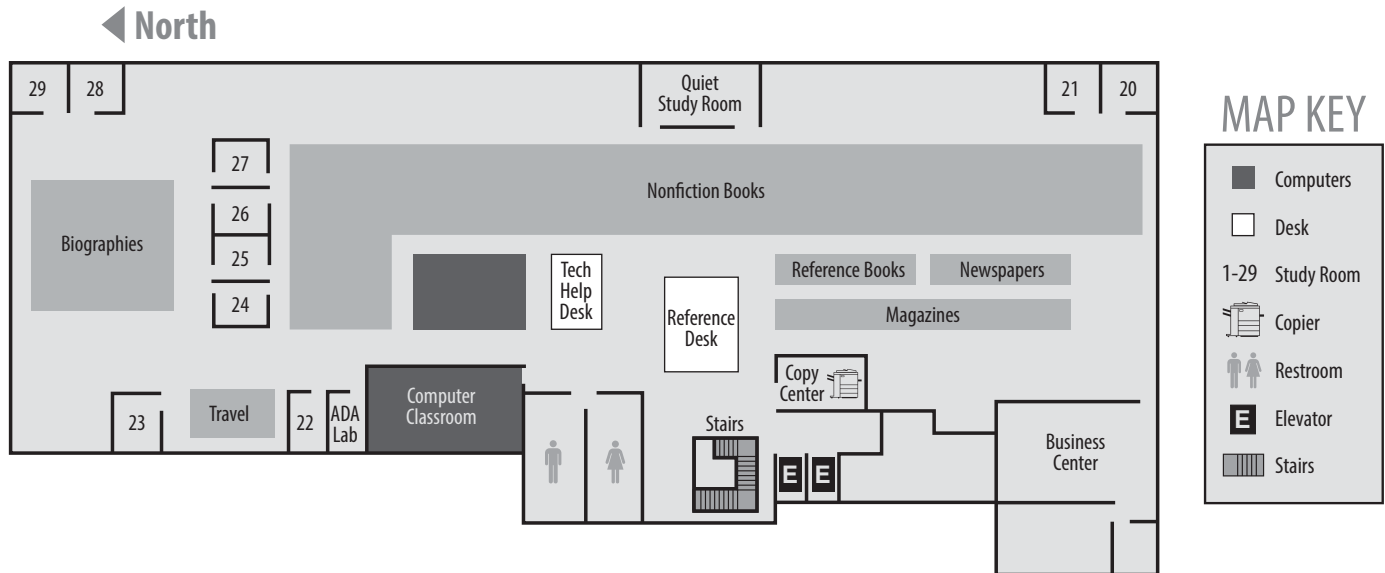 North
29
28
Quiet
Study Room
21
20
27
26
25
24
Nonfiction Books
Biographies
Tech
Help
Desk
Reference
Desk
Reference Books
Newspapers
Magazines
Copy
Center
23
Travel
22
ADA
Lab
Computer
Classroom
Stairs
E
E
Business
Center
MAP KEY
Computers
Desk
1-29 Study Room
Copier
Restroom
E Elevator
Stairs